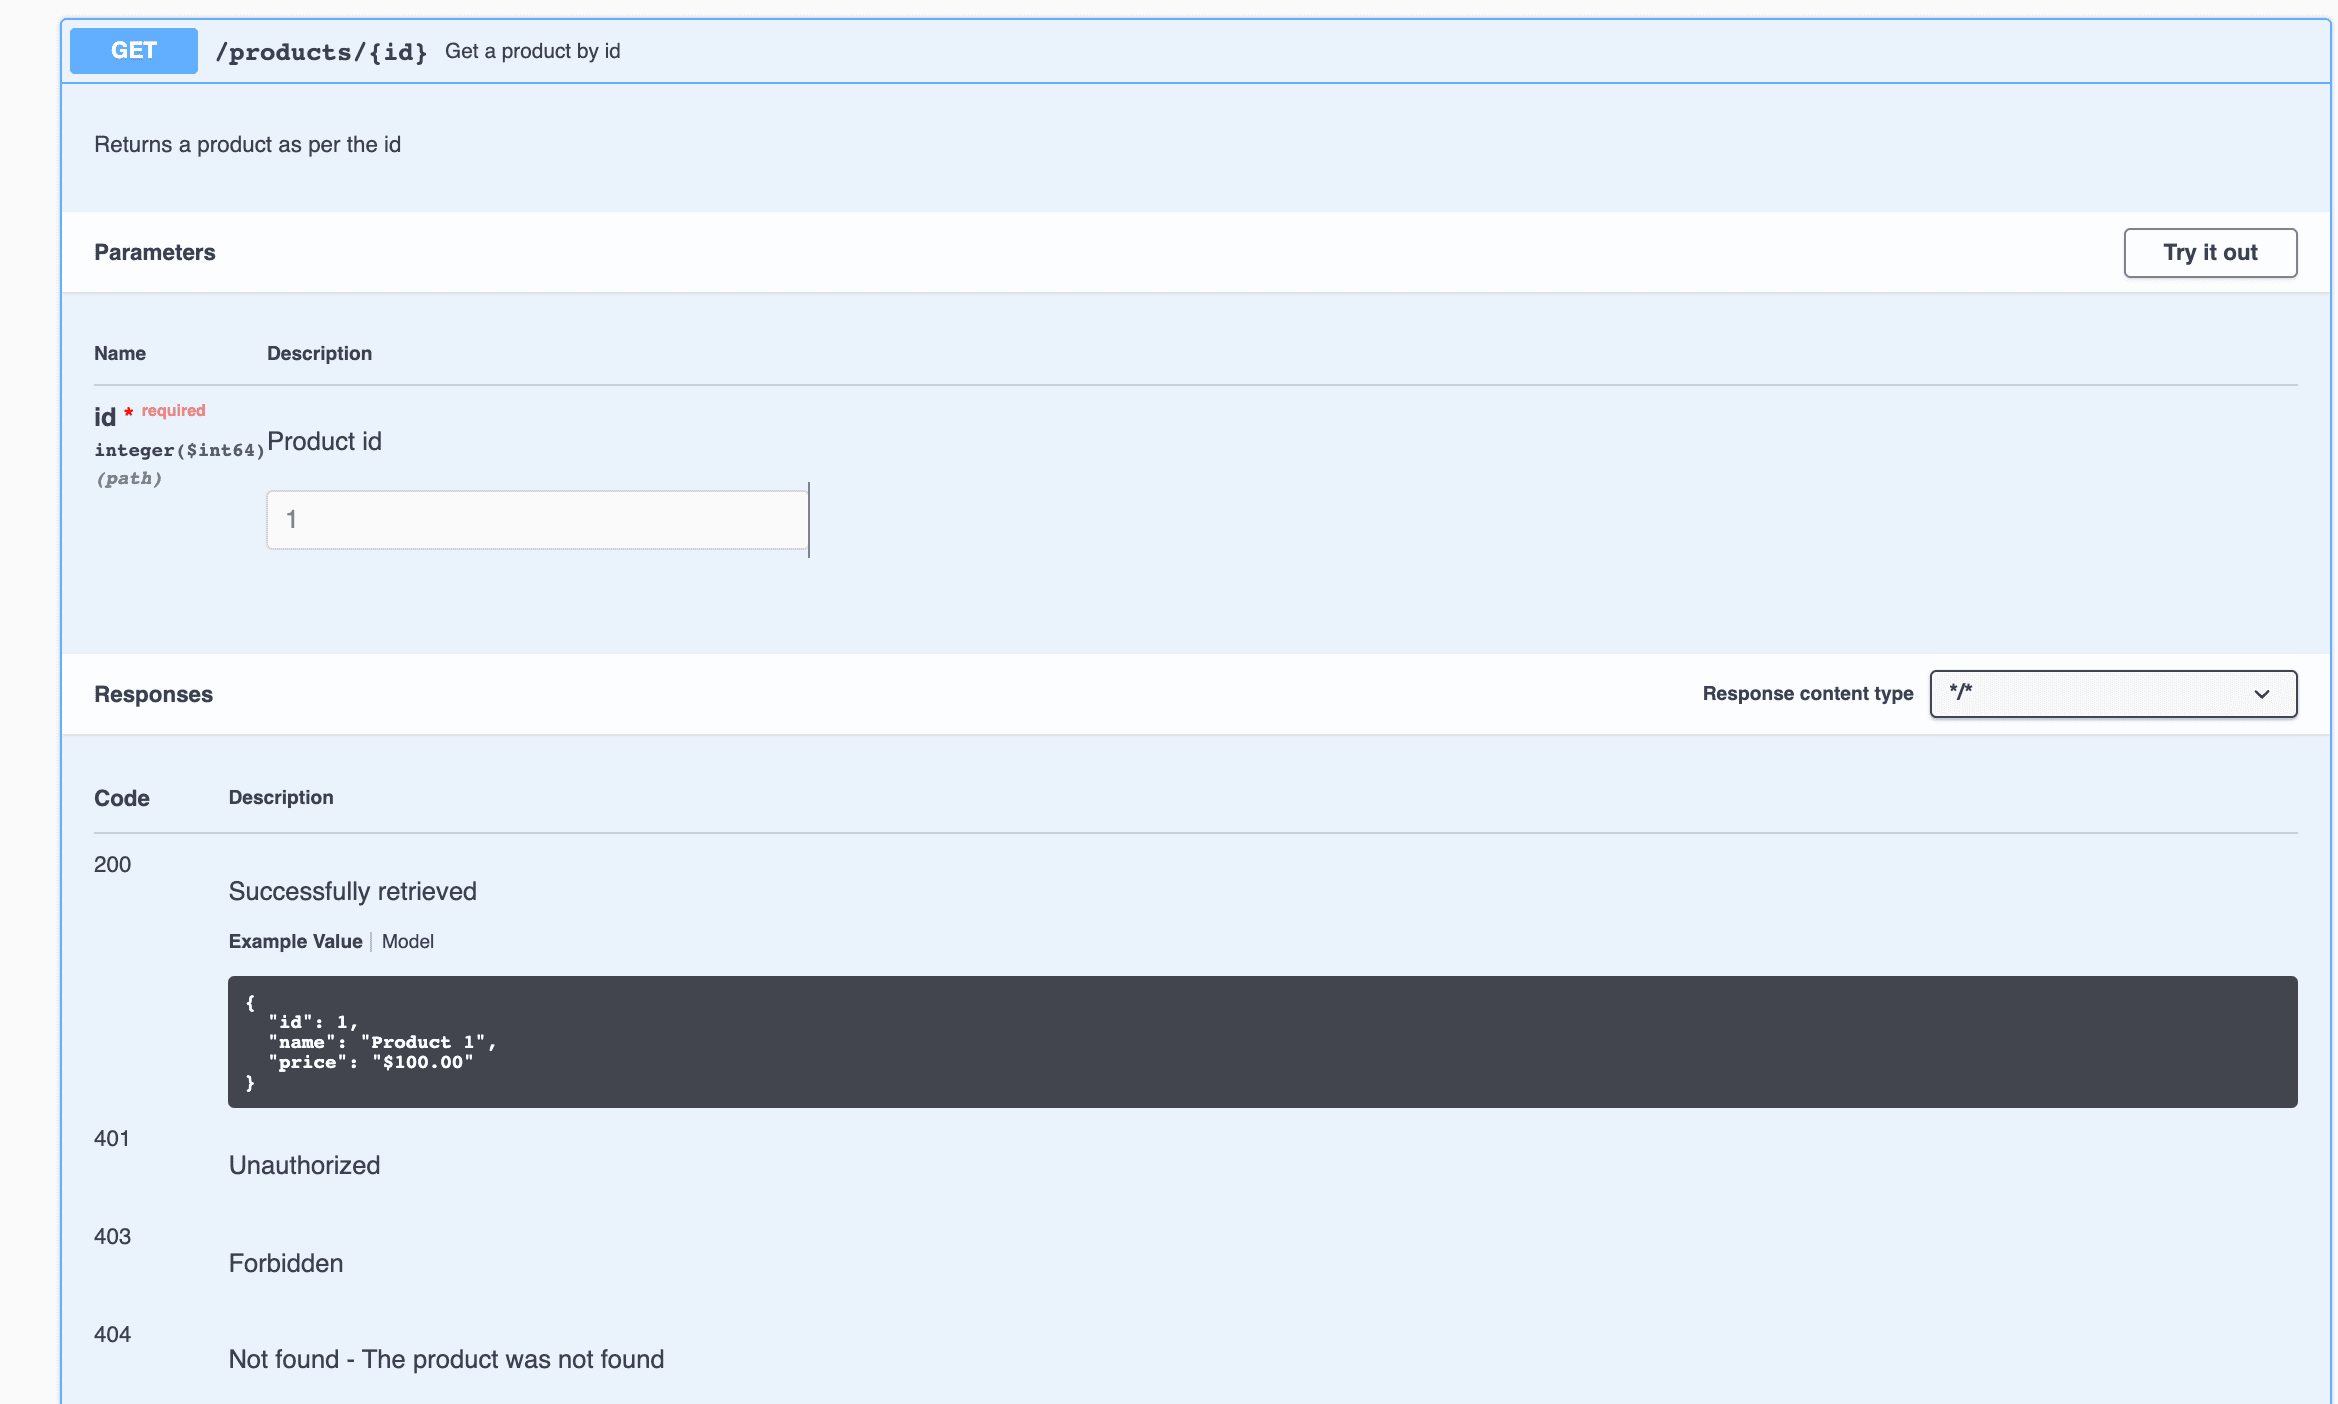 GET /products/{id} Get a product by id
Returns a product as per the id
Parameters Try it out
Name Description
id * required
integer($int64)
(path)
Product id
1
Responses Response content type */*
Code Description
200
Successfully retrieved
Example Value Model
{
"id": 1,
"name": "Product 1",
"price": "$100.00"
}
401
Unauthorized
403
Forbidden
404
Not found - The product was not found